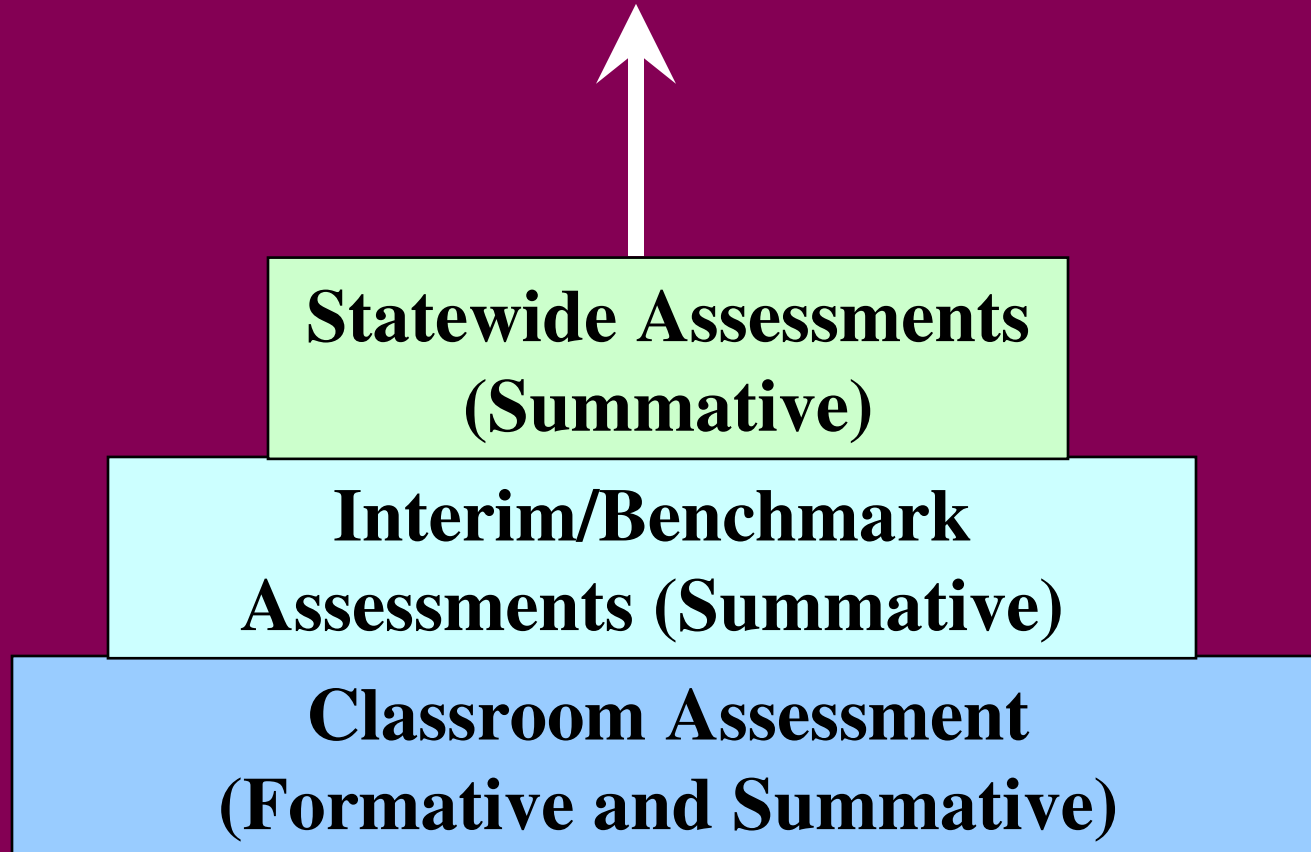 Statewide Assessments
(Summative)
Interim/Benchmark
Assessments (Summative)
Classroom Assessment
(Formative and Summative)